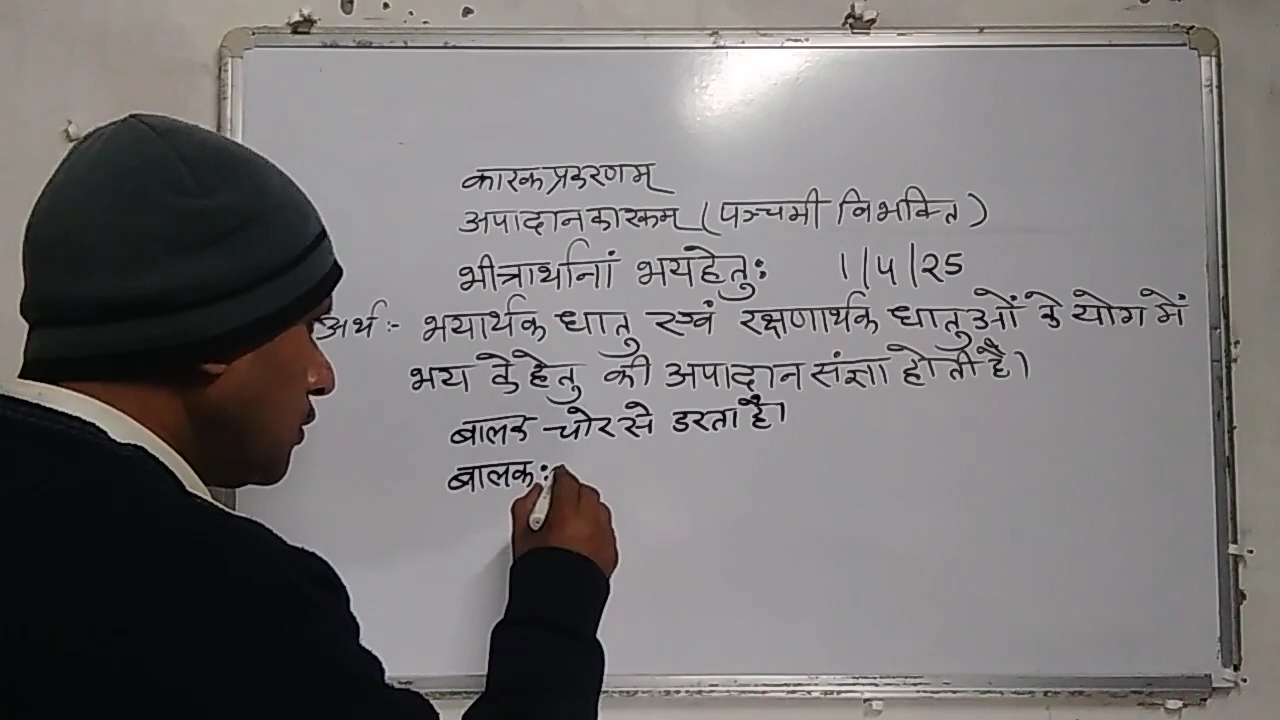 कारकप्रकरणम्
अपादानकारकम् (पञ्चमी विभक्ति)
भीत्रार्थानां भयहेतुः 1/4/25
अर्थ :- भयार्थक धातु एवं रक्षणार्थक धातुओं के योग में
भय के हेतु की अपादान संज्ञा होती है।
बालक चोर से डरता है।
बालकः